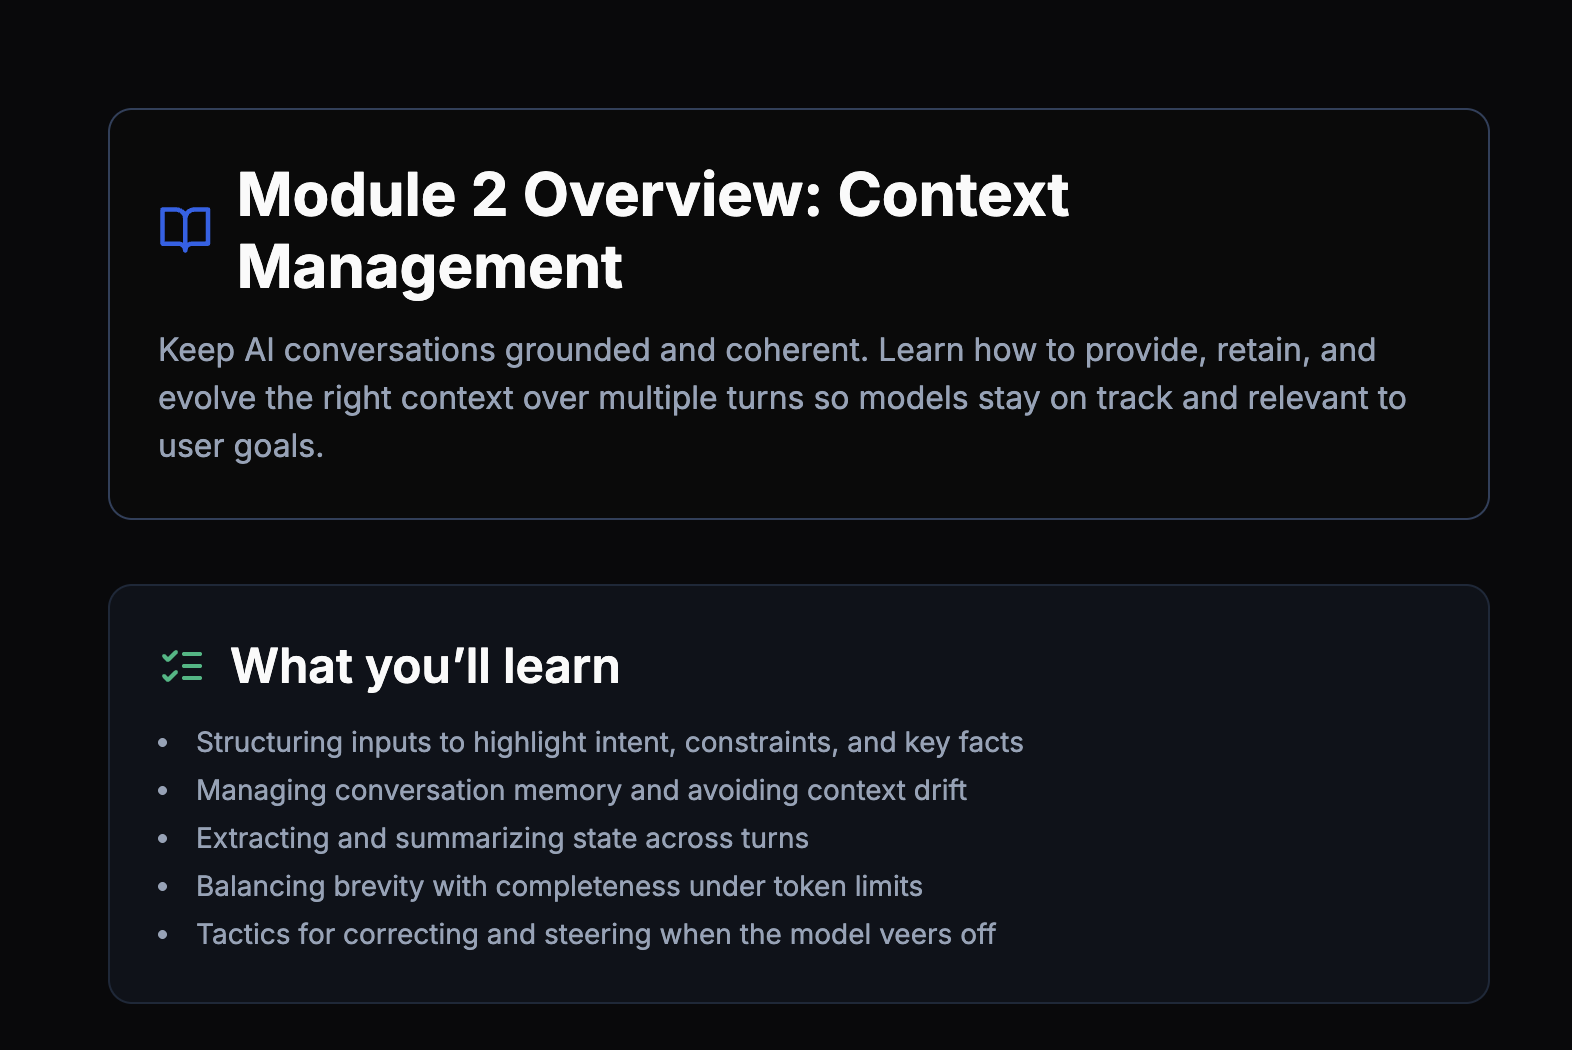 Module 2 Overview: Context
Management
Keep AI conversations grounded and coherent. Learn how to provide, retain, and
evolve the right context over multiple turns so models stay on track and relevant to
user goals.
What you’ll learn
• Structuring inputs to highlight intent, constraints, and key facts
• Managing conversation memory and avoiding context drift
• Extracting and summarizing state across turns
• Balancing brevity with completeness under token limits
• Tactics for correcting and steering when the model veers off